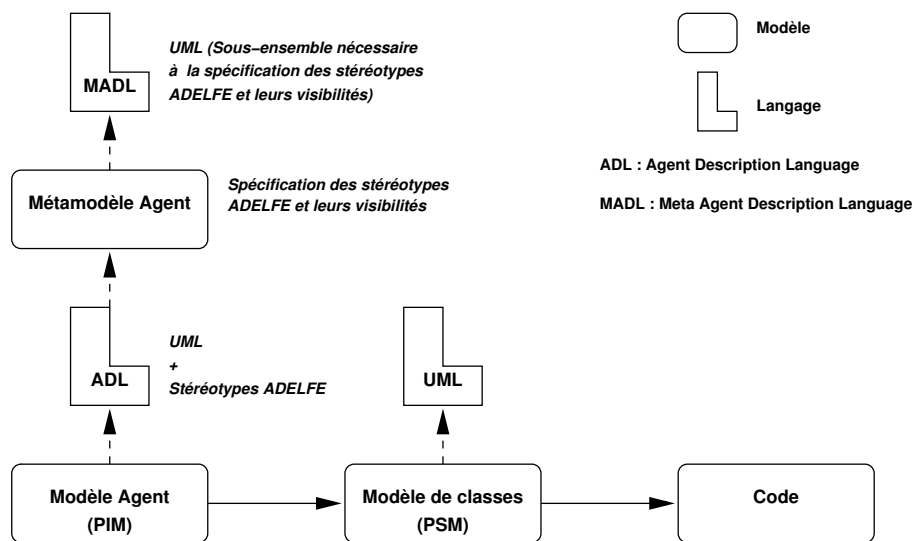 MADL
UML (Sous−ensemble nécessaire
à la spécification des stéréotypes
ADELFE et leurs visibilités)
Modèle
Langage
ADL : Agent Description Language
MADL : Meta Agent Description Language
Métamodèle Agent
Spécification des stéréotypes
ADELFE et leurs visibilités
ADL
UML
+
Stéréotypes ADELFE
UML
Modèle Agent
(PIM)
Modèle de classes
(PSM)
Code